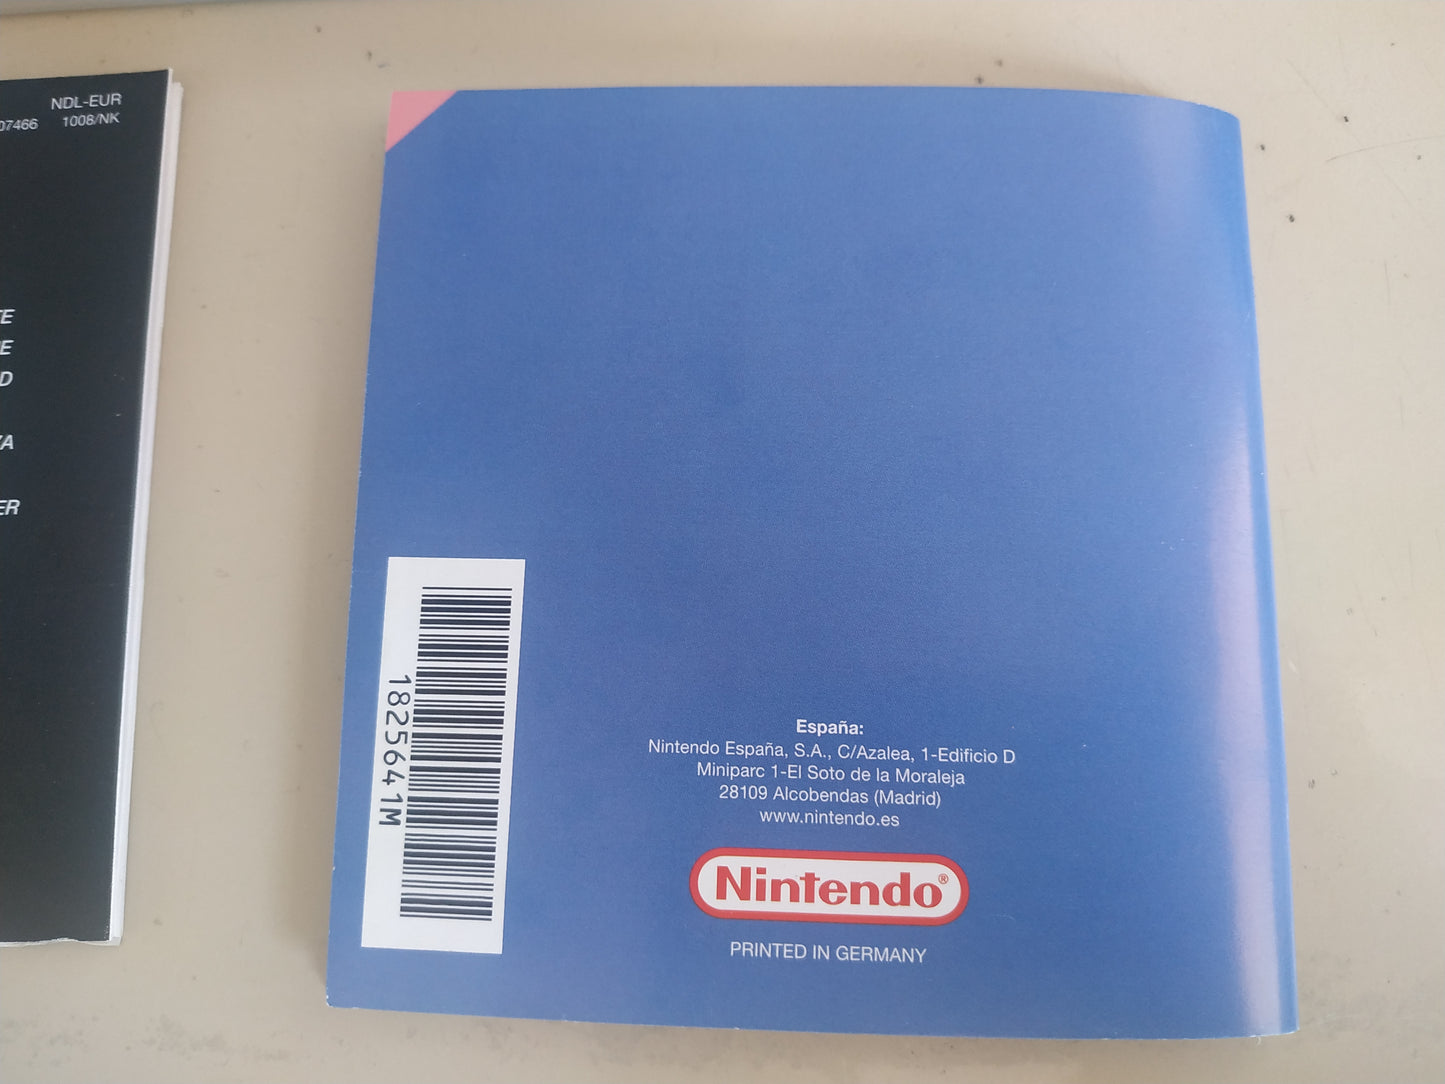 NDL-EUR
07466 1008/NK
E
D
ER
1825641M
España:
Nintendo España, S.A., C/Azalea, 1-Edificio D
Miniparc 1-El Soto de la Moraleja
28109 Alcobendas (Madrid)
www.nintendo.es
Nintendo®
PRINTED IN GERMANY